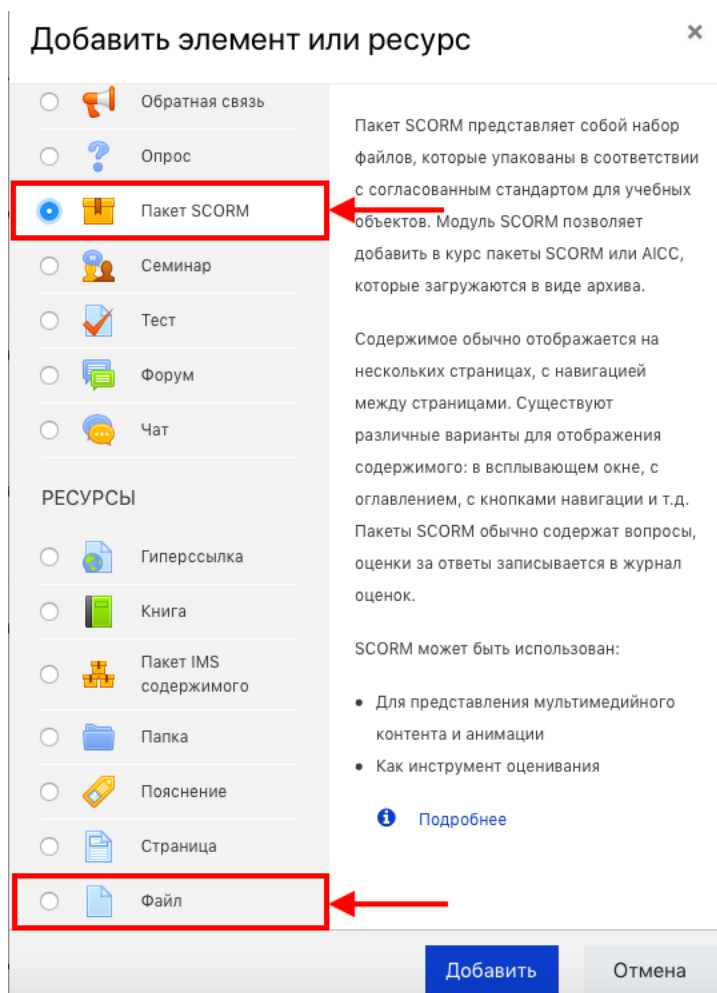 Добавить элемент или ресурс
×
Обратная связь
Опрос
Пакет SCORM
Семинар
Тест
Форум
Чат
РЕСУРСЫ
Гиперссылка
Книга
Пакет IMS
содержимого
Папка
Пояснение
Страница
Файл
Пакет SCORM представляет собой набор
файлов, которые упакованы в соответствии
с согласованным стандартом для учебных
объектов. Модуль SCORM позволяет
добавить в курс пакеты SCORM или AICC,
которые загружаются в виде архива.
Содержимое обычно отображается на
нескольких страницах, с навигацией
между страницами. Существуют
различные варианты для отображения
содержимого: в всплывающем окне, с
оглавлением, с кнопками навигации и т.д.
Пакеты SCORM обычно содержат вопросы,
оценки за ответы записывается в журнал
оценок.
SCORM может быть использован:
• Для представления мультимедийного
контента и анимации
• Как инструмент оценивания
Подробнее
Добавить
Отмена